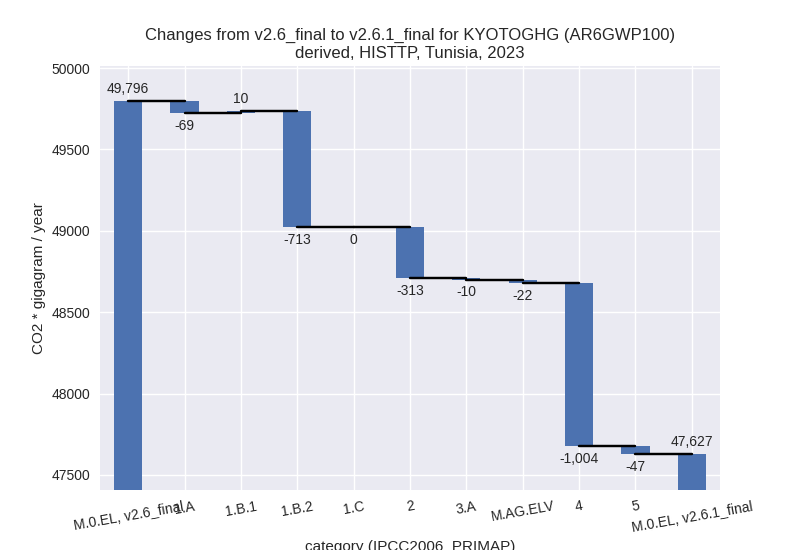 Changes from v2.6_final to v2.6.1_final for KYOTOGHG (AR6GWP100)
derived, HISTTP, Tunisia, 2023
CO2 * gigagram / year
50000
49500
49000
48500
48000
47500
49,796
-69
10
-713
0
-313
-10
-22
-1,004
-47
47,627
M.0.EL, v2.6_final
1.A
1.B.1
1.B.2
1.C
2
3.A
M.AG.ELV
4
5
M.0.EL, v2.6.1_final
category (IPCC2006_PRIMAP)